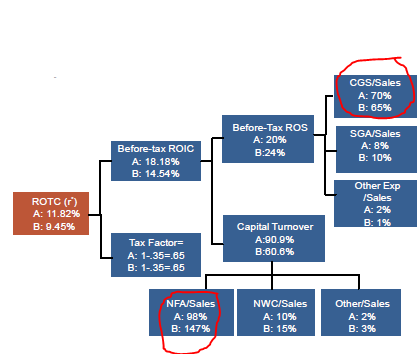 CGS/Sales
A: 70%
B: 65%
Before-Tax ROS
A: 20%
B:24%
SGA/Sales
A: 8%
B: 10%
Before-tax ROIC
A: 18.18%
B: 14.54%
Other Exp
/Sales
A: 2%
B: 1%
ROTC (r*)
A: 11.82%
B: 9.45%
Capital Turnover
A:90.9%
B:60.6%
Tax Factor=
A: 1-.35=.65
B: 1-.35=.65
NFA/Sales
A: 98%
B: 147%
NWC/Sales
A: 10%
B: 15%
Other/Sales
A: 2%
B: 3%